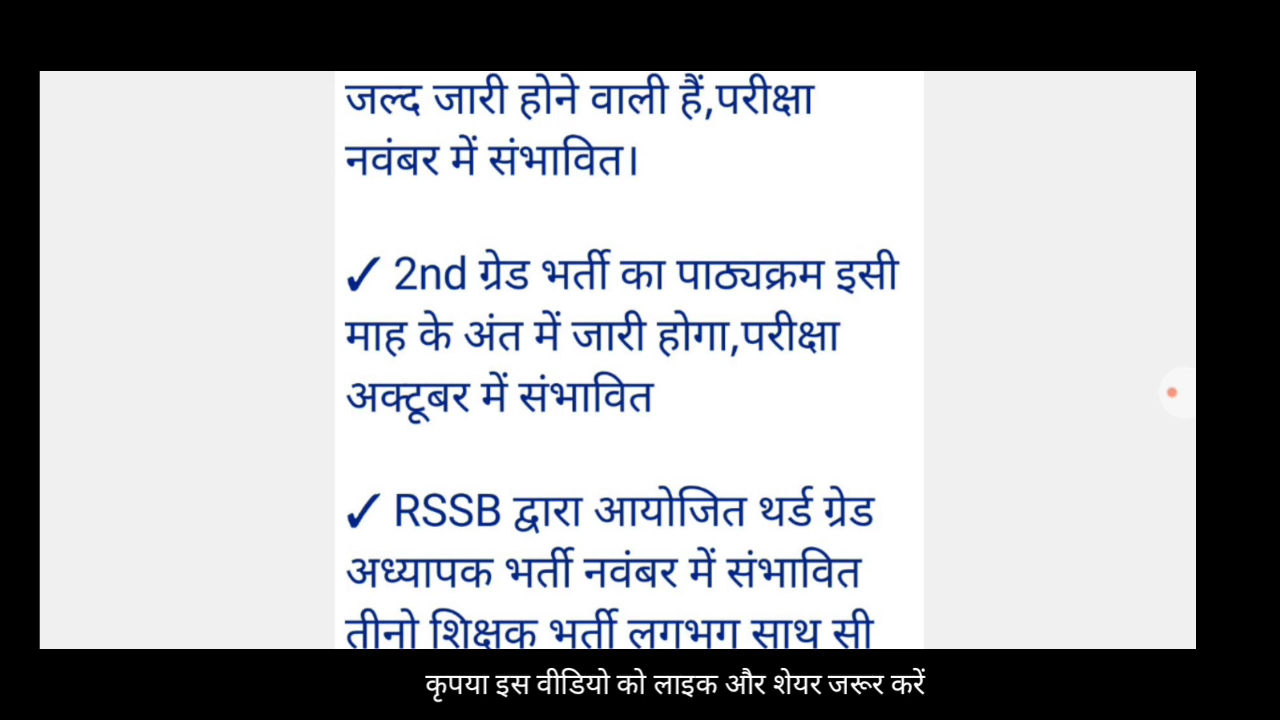 जल्द जारी होने वाली हैं,परीक्षा
नवंबर में संभावित।
✓ 2nd ग्रेड भर्ती का पाठ्यक्रम इसी
माह के अंत में जारी होगा,परीक्षा
अक्टूबर में संभावित
✓ RSSB द्वारा आयोजित थर्ड ग्रेड
अध्यापक भर्ती नवंबर में संभावित
तीनो शिक्षक भर्ती लगभग साथ सी
कृपया इस वीडियो को लाइक और शेयर जरूर करें